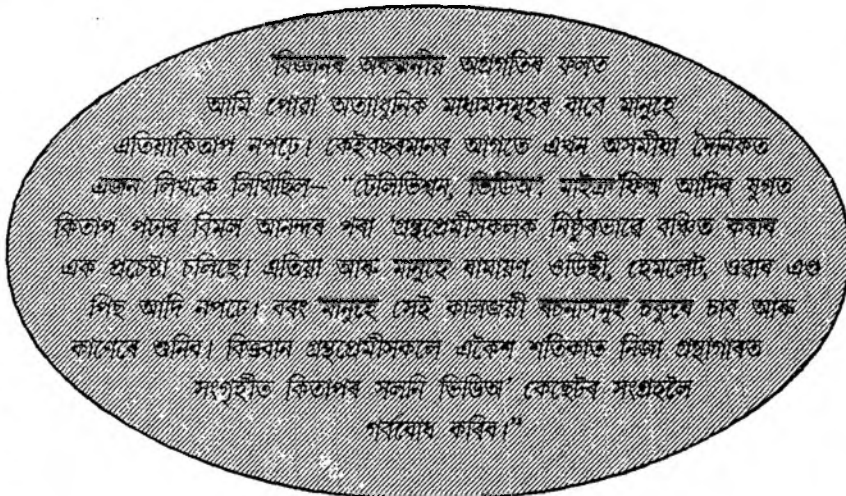 বিজ্ঞানৰ অকল্পনীয় অগ্ৰগতিৰ ফলত
আমি পোৱা অত্যাধুনিক মাধ্যমসমূহৰ বাবে মানুহে
এতিয়াকিতাপ নপঢ়ে। কেইবছৰমানৰ আগতে এখন অসমীয়া দৈনিকত
এজন লিখকে লিখিছিল– "টেলিভিশ্বন, ভিডিঅ', মাইক্ৰ'ফিল্ম আদিৰ যুগত
কিতাপ পঢ়াৰ বিমল আনন্দৰ পৰা গ্ৰন্থপ্ৰেমীসকলক নিষ্ঠুৰভাৱে বঞ্চিত কৰাৰ
এক প্ৰচেষ্টা চলিছে। এতিয়া আৰু মানুহে ৰামায়ণ, ওডিছী, হেমলেট, ওৱাৰ এণ্ড
পিছ আদি নপঢ়ে। বৰং মানুহে সেই কালজয়ী ৰচনাসমূহ চকুৰে চাব আৰু
কাণেৰে শুনিব। বিত্তবান গ্ৰন্থপ্ৰেমীসকলে একৈশ শতিকাত নিজা গ্ৰন্থাগাৰত
সংগৃহীত কিতাপৰ সলনি ভিডিঅ' কেছেটৰ সংগ্ৰহলৈ
গৰ্ববোধ কৰিব।"